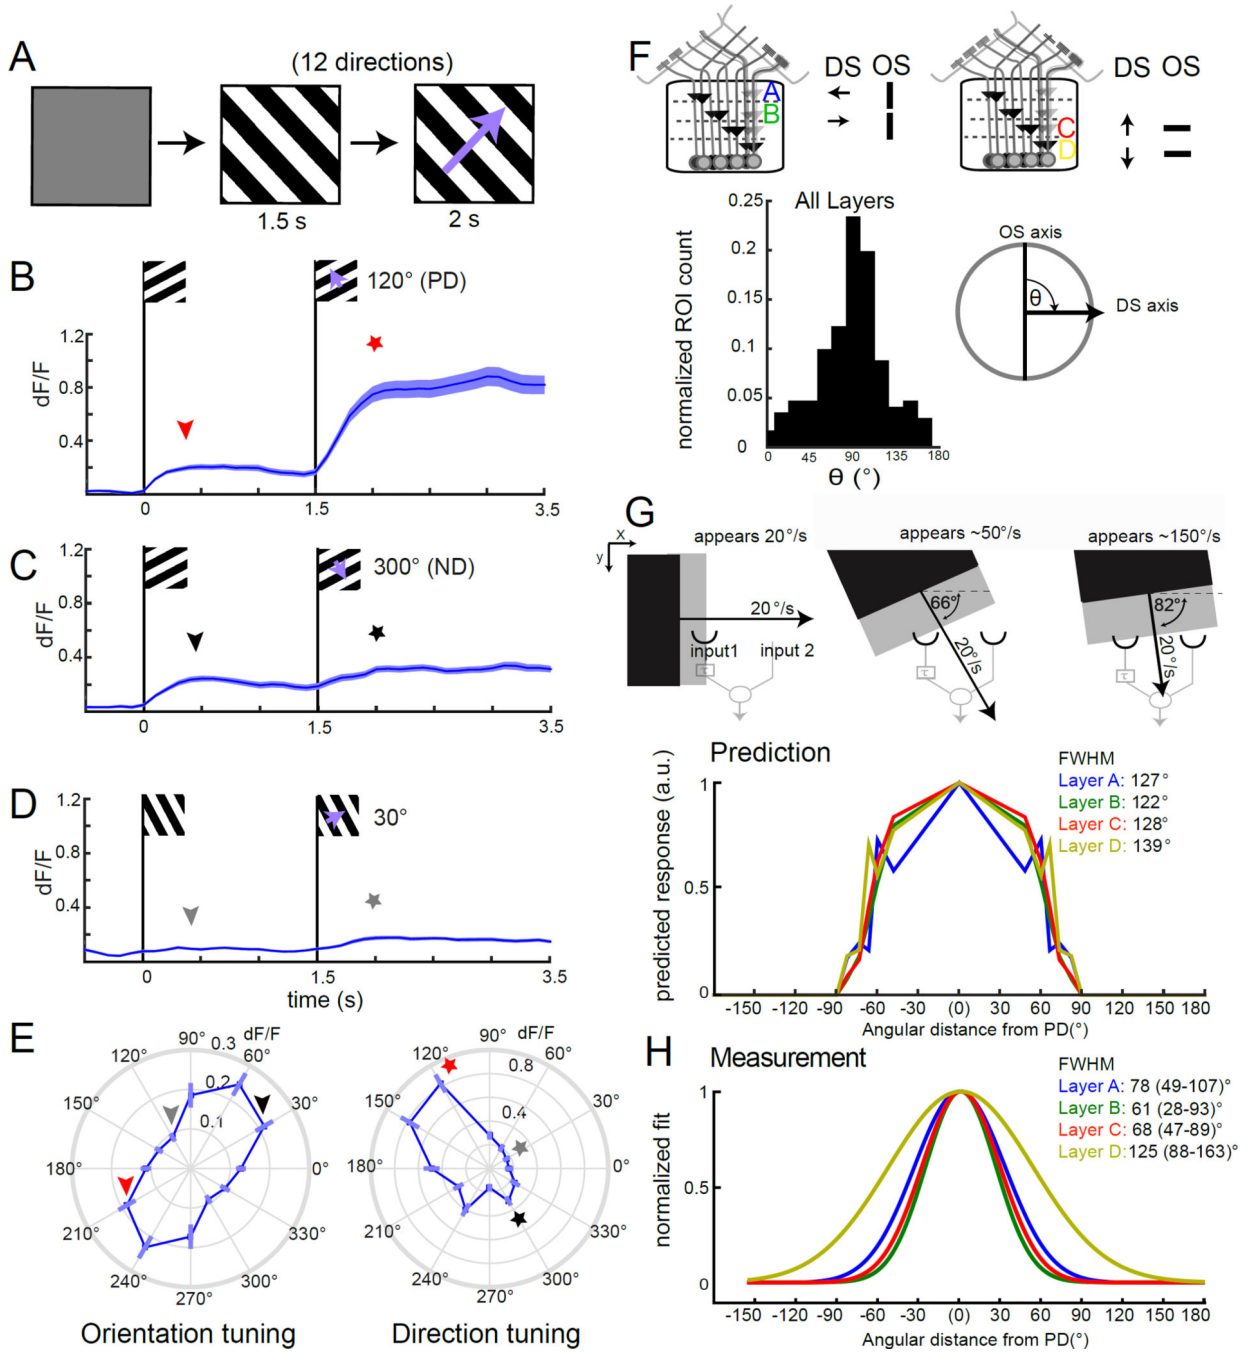 A
(12 directions)
1.5 s
2 s
B
120° (PD)
dF/F
1.2
0.8
0.4
0
1.5
3.5
C
300° (ND)
dF/F
1.2
0.8
0.4
0
1.5
3.5
D
30°
dF/F
1.2
0.8
0.4
0
1.5
3.5
time (s)
E
dF/F
90°
0.3
60°
120°
0.2
30°
150°
0.1
180°
0°
210°
330°
240°
300°
270°
Orientation tuning
90°
dF/F
120°
60°
0.8
150°
30°
0.4
180°
0°
210°
330°
240°
300°
270°
Direction tuning
F
A
B
DS OS
C
D
DS OS
All Layers
normalized ROI count
0.25
0.2
0.15
0.1
0.05
0
0 45 90 135 180
θ (°)
OS axis
θ
DS axis
G
x
y
appears 20°/s
20°/s
input1
input 2
τ
appears ~50°/s
66°
20°/s
τ
appears ~150°/s
82°
20°/s
τ
Prediction
FWHM
Layer A: 127°
Layer B: 122°
Layer C: 128°
Layer D: 139°
predicted response (a.u.)
1
0.5
0
-150 -120 -90 -60 -30 (0) 30 60 90 120 150 180
Angular distance from PD(°)
H
Measurement
FWHM
Layer A: 78 (49-107)°
Layer B: 61 (28-93)°
Layer C: 68 (47-89)°
Layer D: 125 (88-163)°
normalized fit
1
0.5
0
-150 -120 -90 -60 -30 (0) 30 60 90 120 150 180
Angular distance from PD(°)